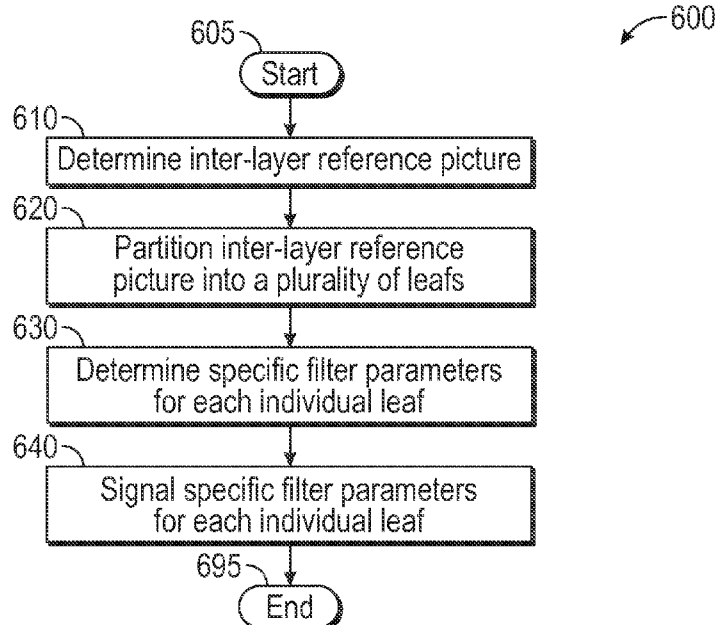 600
605
Start
610
Determine inter-layer reference picture
620
Partition inter-layer reference
picture into a plurality of leafs
630
Determine specific filter parameters
for each individual leaf
640
Signal specific filter parameters
for each individual leaf
695
End